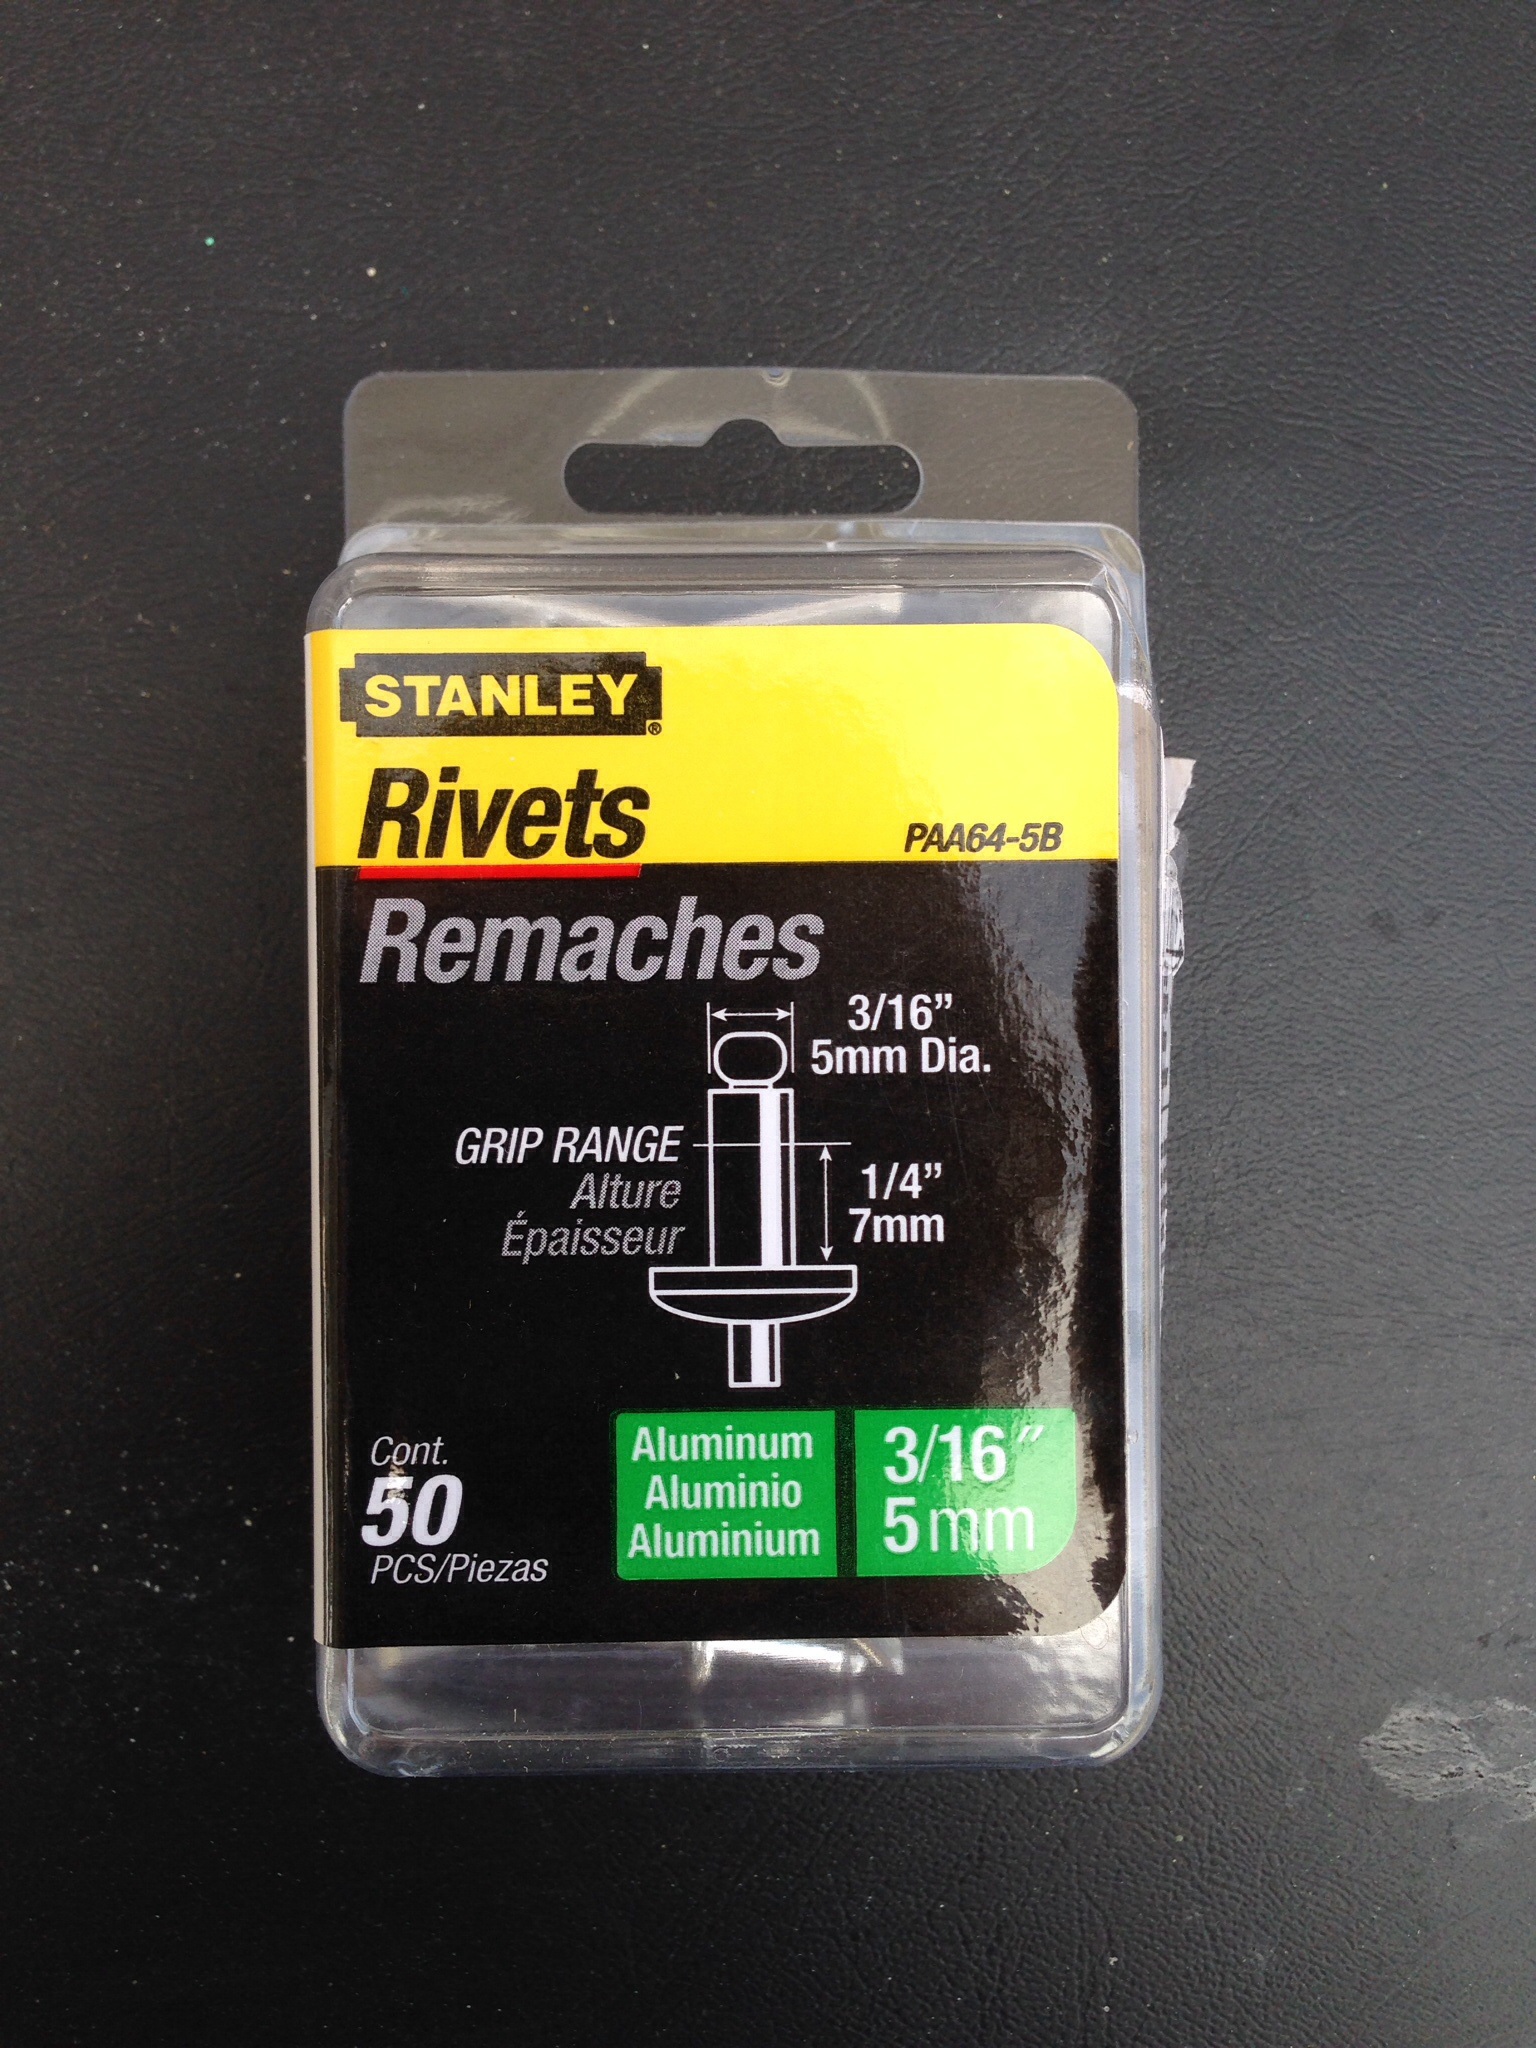 STANLEY®
Rivets
PAA64-5B
Remaches
3/16”
5mm Dia.
GRIP RANGE
Alture
Épaisseur
1/4”
7mm
Cont.
50
PCS/Piezas
Aluminum
Aluminio
Aluminium
3/16″
5mm